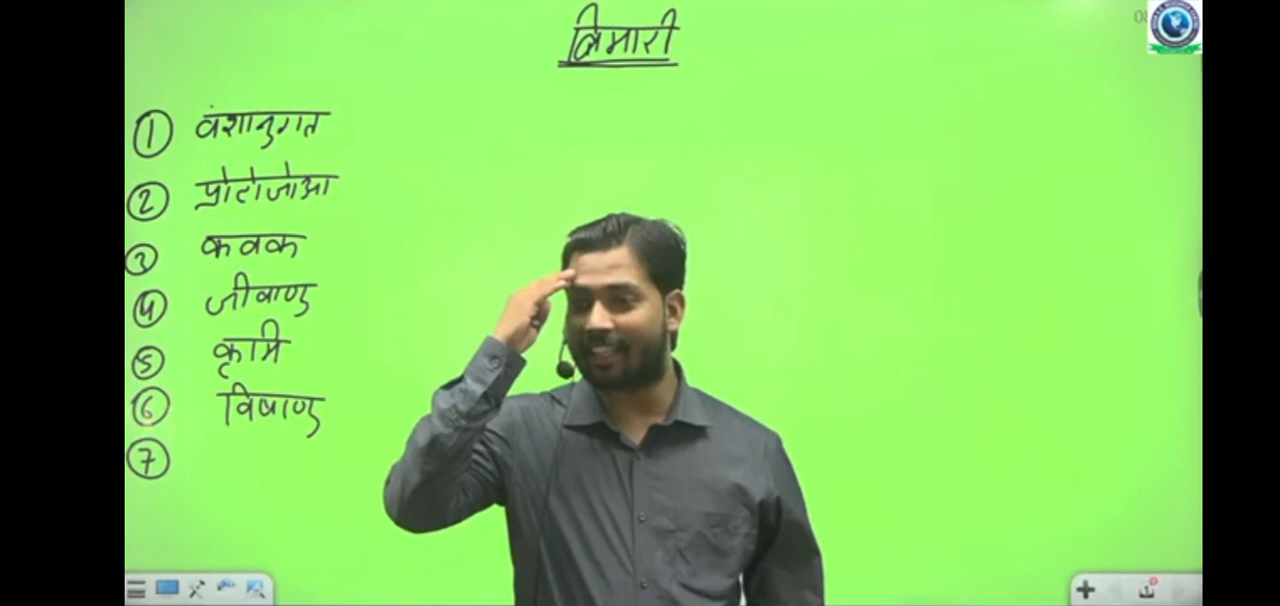 बिमारी
① वंशानुगत
② प्रोटोजोआ
③ कवक
④ जीवाणु
⑤ कृमि
⑥ विषाणु
⑦